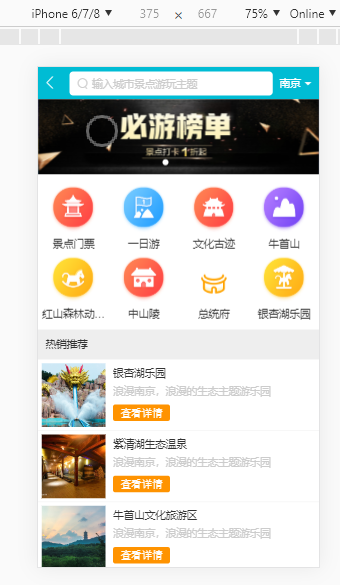 iPhone 6/7/8 ▼ 375 × 667 75% ▼ Online ▼
输入城市景点游玩主题 南京
必游榜单
景点打卡 1折起
景点门票 一日游 文化古迹 牛首山
红山森林动... 中山陵 总统府 银杏湖乐园
热销推荐
银杏湖乐园
浪漫南京，浪漫的生态主题游乐园
查看详情
紫清湖生态温泉
浪漫南京，浪漫的生态主题游乐园
查看详情
牛首山文化旅游区
浪漫南京，浪漫的生态主题游乐园
查看详情